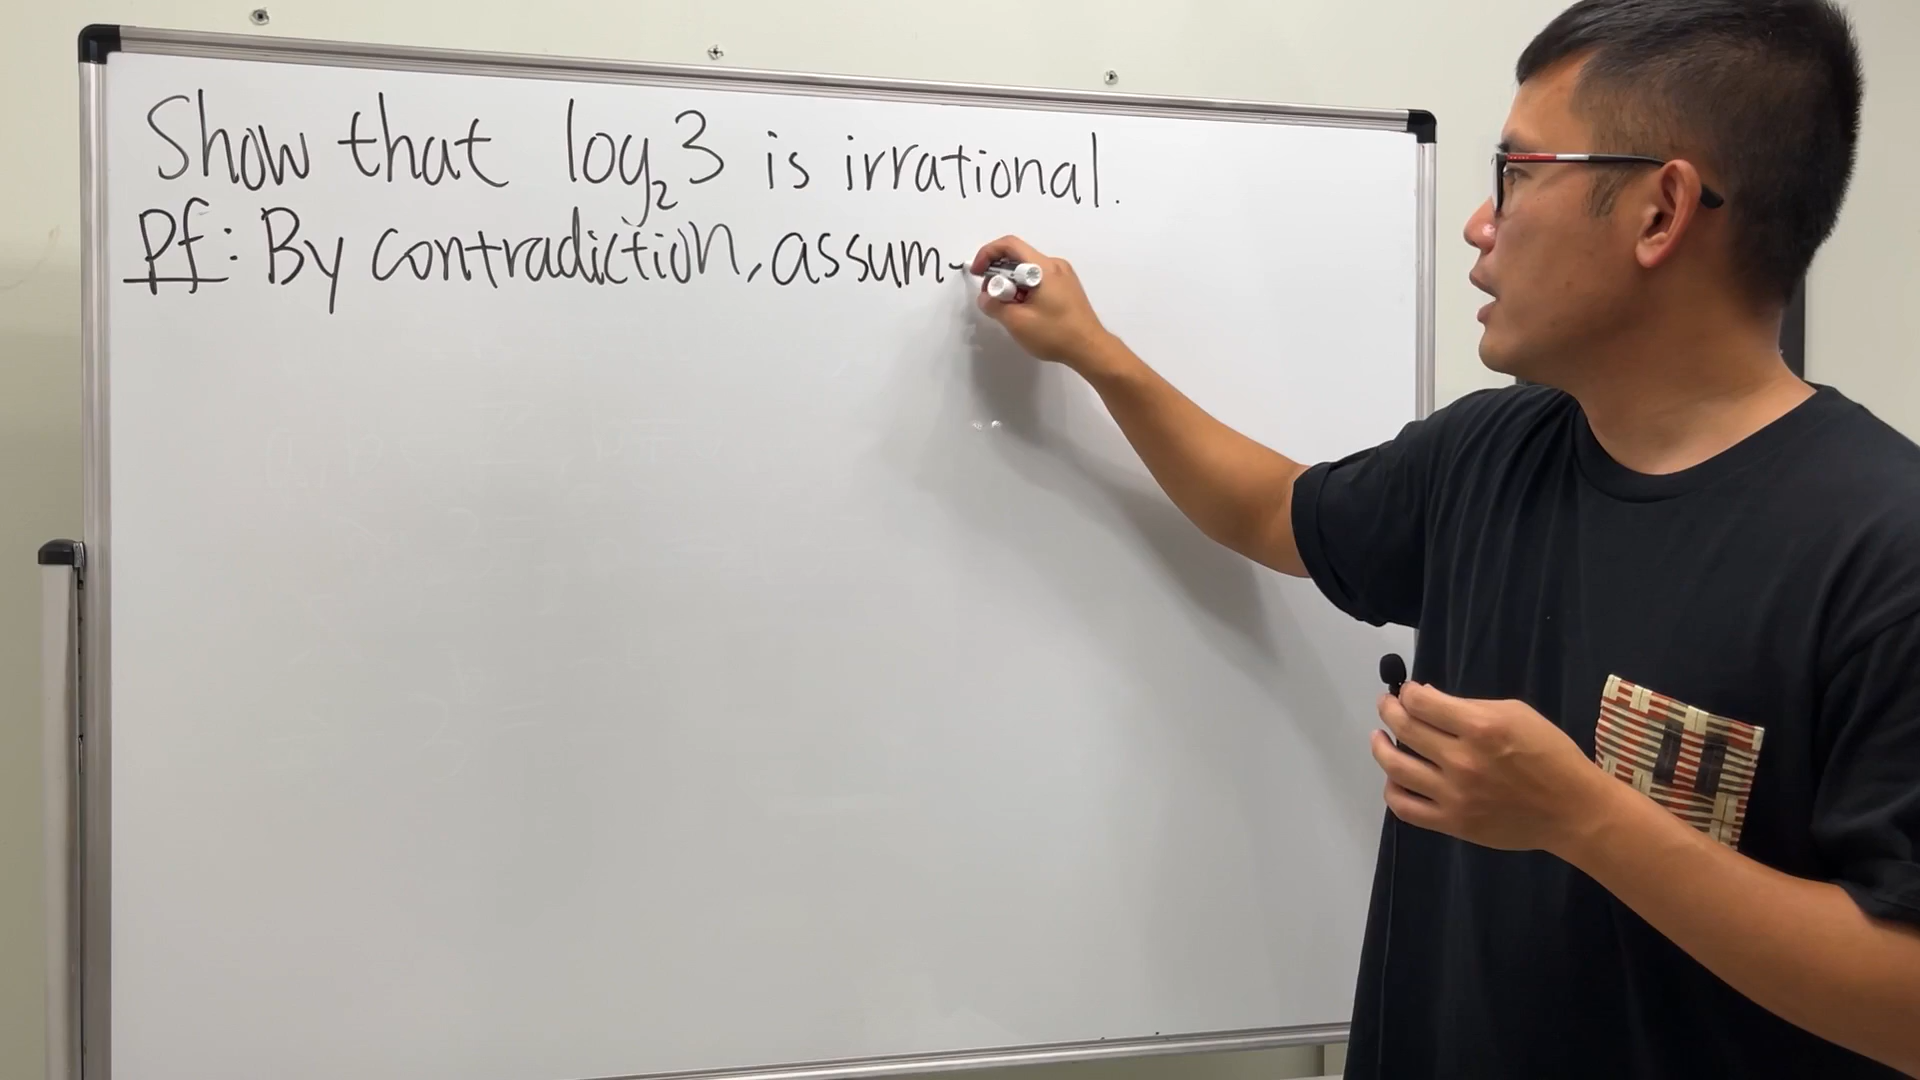 Show that log₂3 is irrational.
Pf: By contradiction, assum